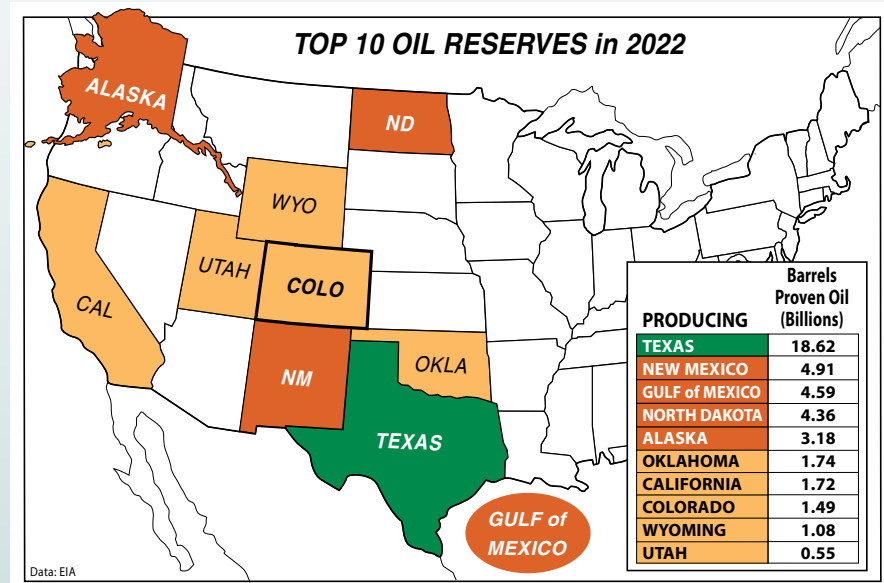 TOP 10 OIL RESERVES in 2022
ALASKA
ND
WYO
UTAH
COLO
CAL
NM
OKLA
TEXAS
GULF of
MEXICO
Barrels
Proven Oil
PRODUCING (Billions)
TEXAS 18.62
NEW MEXICO 4.91
GULF of MEXICO 4.59
NORTH DAKOTA 4.36
ALASKA 3.18
OKLAHOMA 1.74
CALIFORNIA 1.72
COLORADO 1.49
WYOMING 1.08
UTAH 0.55
Data: EIA